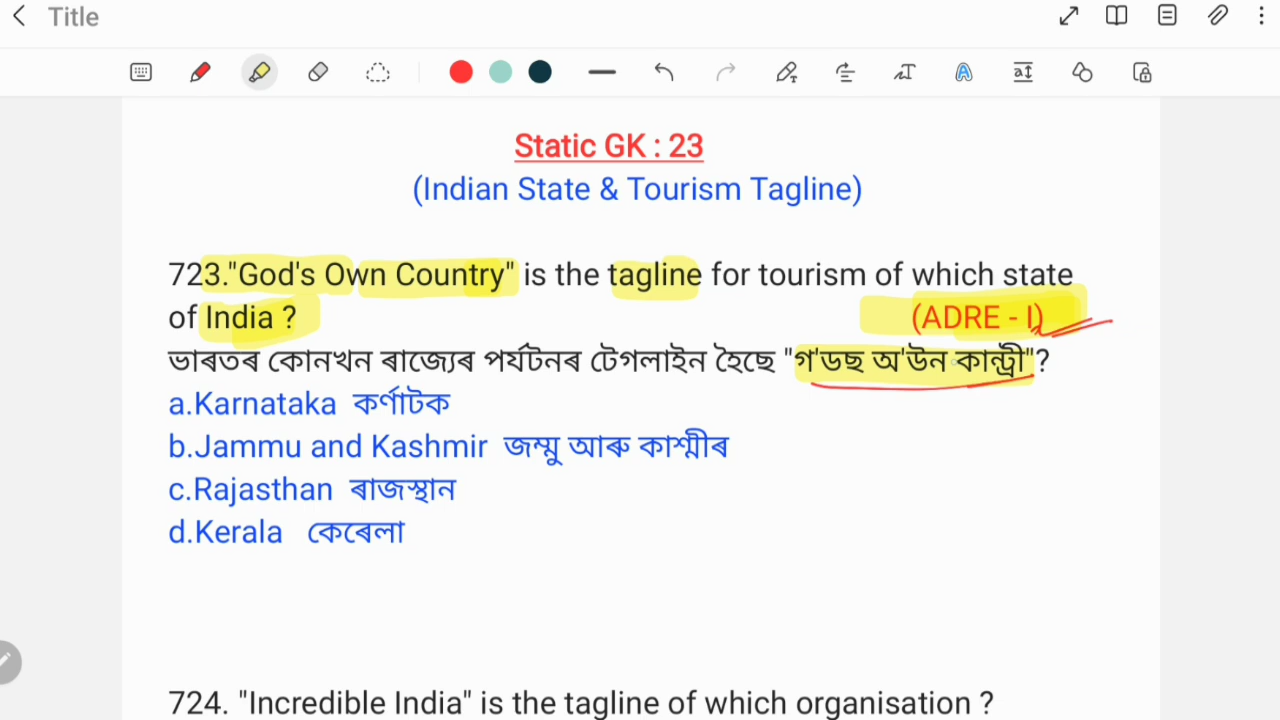 Title
Static GK : 23
(Indian State & Tourism Tagline)
723."God's Own Country" is the tagline for tourism of which state
of India ? (ADRE - I)
ভাৰতৰ কোনখন ৰাজ্যেৰ পৰ্যটনৰ টেগলাইন হৈছে "গ'ডছ অ'উন কান্ট্ৰী"?
a.Karnataka কৰ্ণাটক
b.Jammu and Kashmir জম্মু আৰু কাশ্মীৰ
c.Rajasthan ৰাজস্থান
d.Kerala কেৰেলা
724. "Incredible India" is the tagline of which organisation ?